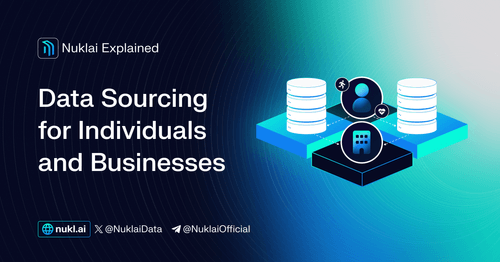 Nuklai Explained
Data Sourcing
for Individuals
and Businesses
nukl.ai @NuklaiData @NuklaiOfficial